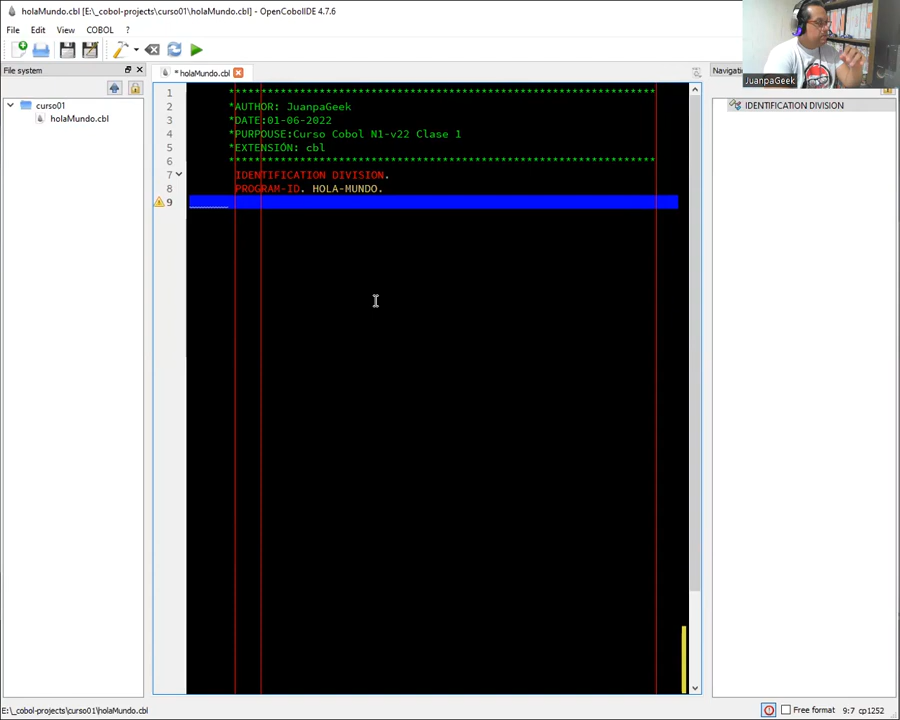 holaMundo.cbl [E:\_cobol-projects\curso01\holaMundo.cbl] - OpenCobolIDE 4.7.6
File Edit View COBOL ?
File system
* holaMundo.cbl
curso01
holaMundo.cbl
1 ******************************************************************
2 *AUTHOR: JuanpaGeek
3 *DATE:01-06-2022
4 *PURPOUSE:Curso Cobol N1-v22 Clase 1
5 *EXTENSIÓN: cbl
6 ******************************************************************
7 IDENTIFICATION DIVISION.
8 PROGRAM-ID. HOLA-MUNDO.
9
JuanpaGeek
IDENTIFICATION DIVISION
E:\_cobol-projects\curso01\holaMundo.cbl
Free format 9:7 cp1252